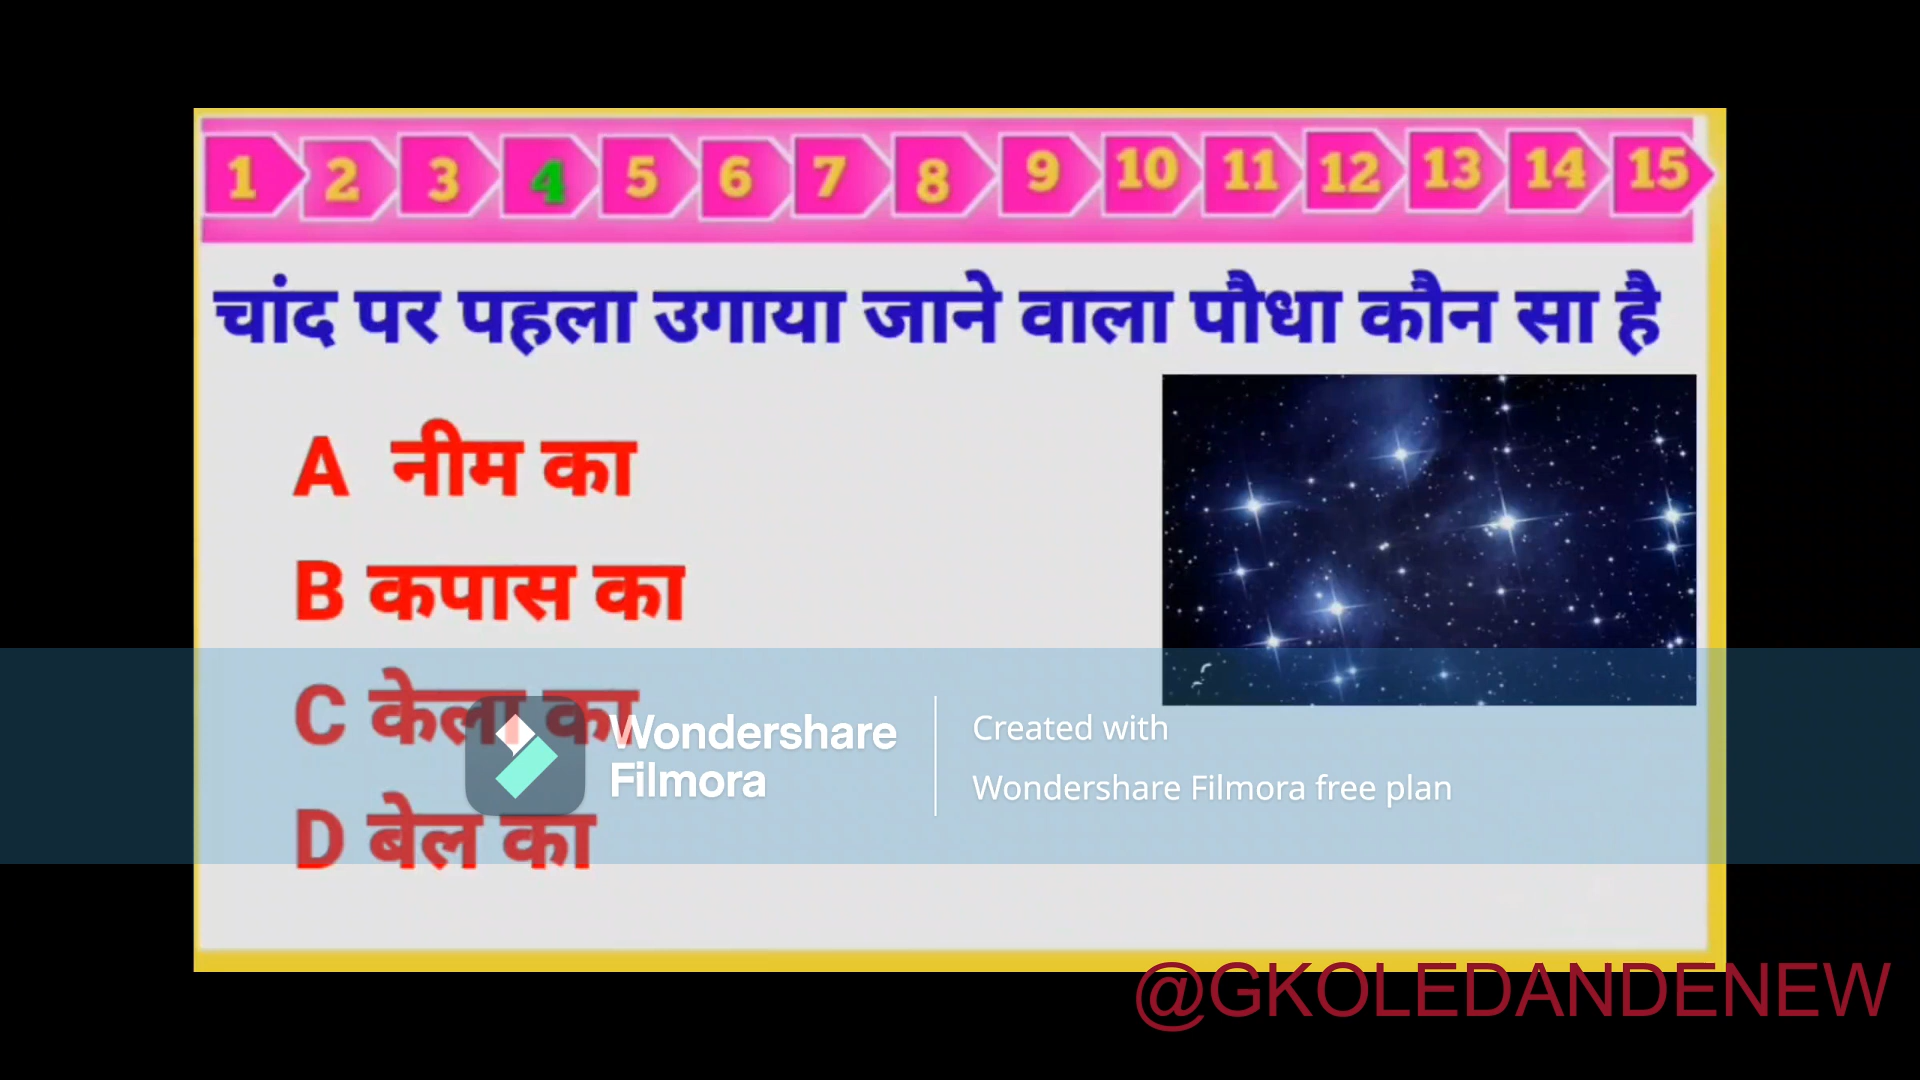 1 2 3 4 5 6 7 8 9 10 11 12 13 14 15
चांद पर पहला उगाया जाने वाला पौधा कौन सा है
A नीम का
B कपास का
C केला का
D बेल का
Wondershare
Filmora
Created with
Wondershare Filmora free plan
@GKOLEDANDENEW